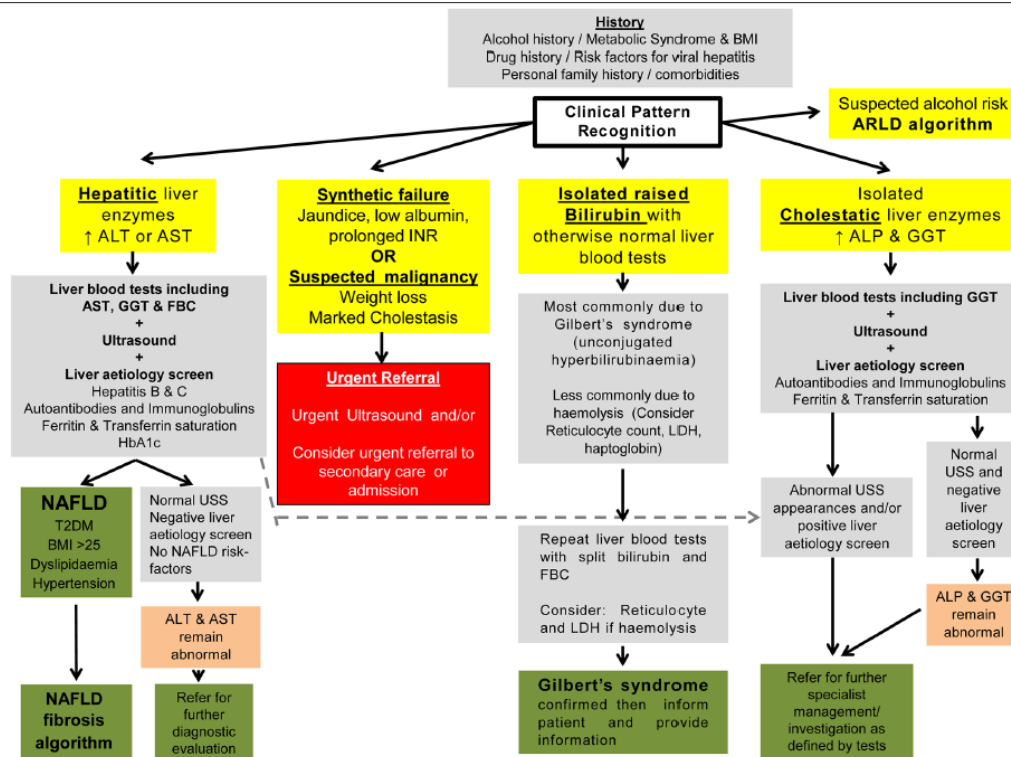 History
Alcohol history / Metabolic Syndrome & BMI
Drug history / Risk factors for viral hepatitis
Personal family history / comorbidities
Clinical Pattern
Recognition
Suspected alcohol risk
ARLD algorithm
Hepatitic liver
enzymes
↑ ALT or AST
Synthetic failure
Jaundice, low albumin,
prolonged INR
OR
Suspected malignancy
Weight loss
Marked Cholestasis
Isolated raised
Bilirubin with
otherwise normal liver
blood tests
Isolated
Cholestatic liver enzymes
↑ ALP & GGT
Liver blood tests including
AST, GGT & FBC
+
Ultrasound
+
Liver aetiology screen
Hepatitis B & C
Autoantibodies and Immunoglobulins
Ferritin & Transferrin saturation
HbA1c
Urgent Referral
Urgent Ultrasound and/or
Consider urgent referral to
secondary care or
admission
Most commonly due to
Gilbert's syndrome
(unconjugated
hyperbilirubinaemia)
Less commonly due to
haemolysis (Consider
Reticulocyte count, LDH,
haptoglobin)
Liver blood tests including GGT
+
Ultrasound
+
Liver aetiology screen
Autoantibodies and Immunoglobulins
Ferritin & Transferrin saturation
NAFLD
T2DM
BMI >25
Dyslipidaemia
Hypertension
Normal USS
Negative liver
aetiology screen
No NAFLD risk-
factors
Repeat liver blood tests
with split bilirubin and
FBC
Consider: Reticulocyte
and LDH if haemolysis
Abnormal USS
appearances and/or
positive liver
aetiology screen
Normal
USS and
negative
liver
aetiology
screen
ALT & AST
remain
abnormal
ALP & GGT
remain
abnormal
NAFLD
fibrosis
algorithm
Refer for
further
diagnostic
evaluation
Gilbert's syndrome
confirmed then inform
patient and provide
information
Refer for further
specialist
management/
investigation as
defined by tests